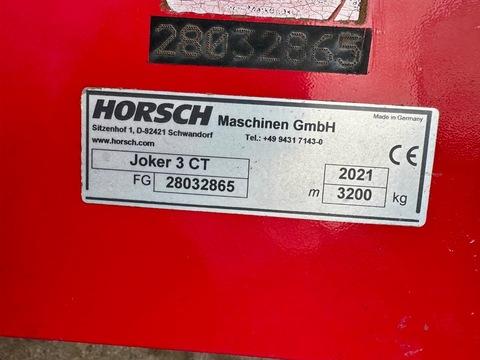 28032865
HORSCH Maschinen GmbH
Made in Germany
Sitzenhof 1, D-92421 Schwandorf Tel.: +49 9431 7143-0
www.horsch.com
CE
Joker 3 CT 2021
FG 28032865 m 3200 kg